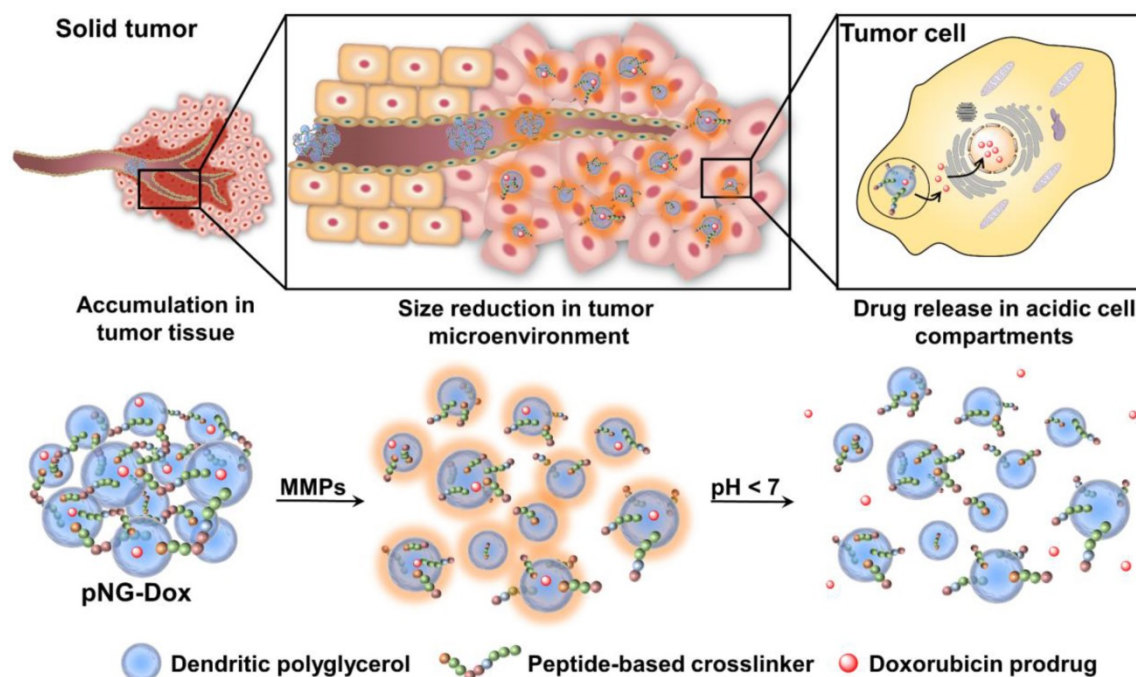 Solid tumor
Tumor cell
Accumulation in
tumor tissue
Size reduction in tumor
microenvironment
Drug release in acidic cell
compartments
MMPs
pH < 7
pNG-Dox
Dendritic polyglycerol
Peptide-based crosslinker
Doxorubicin prodrug